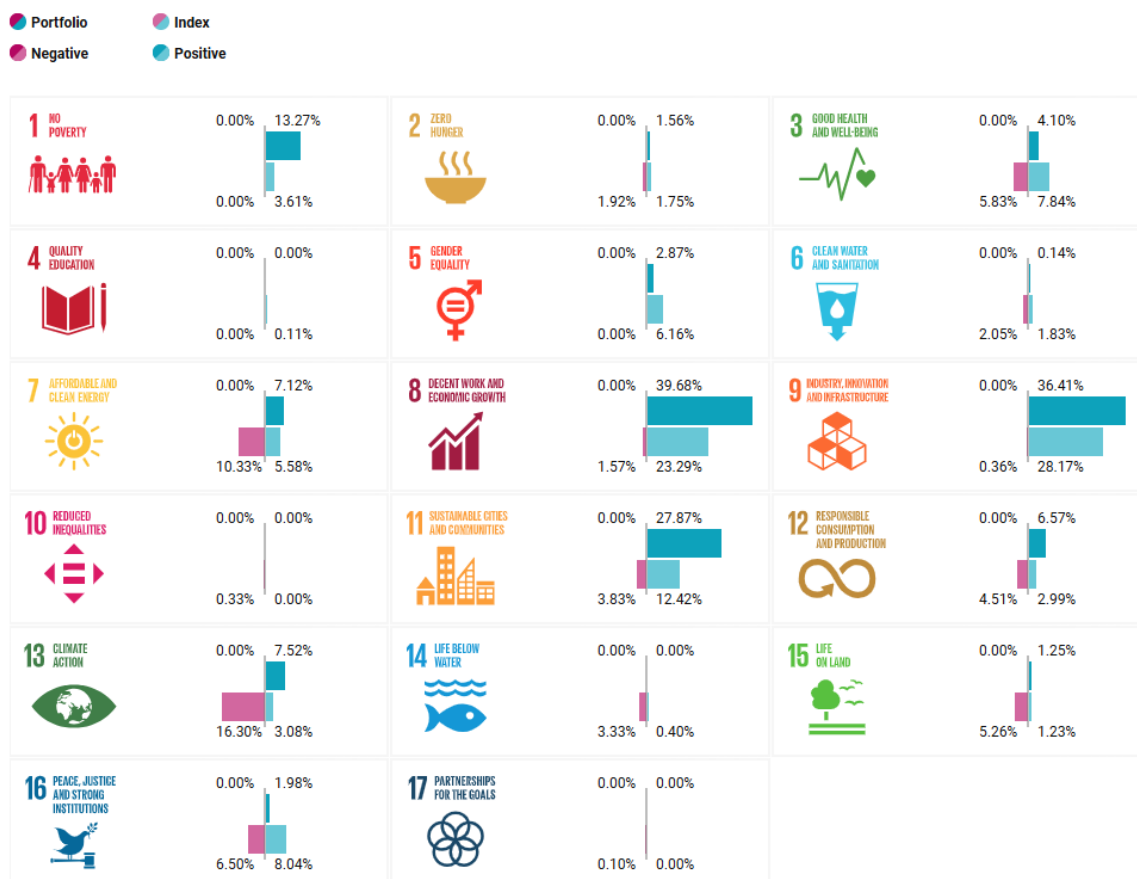 Portfolio Index
Negative Positive
1 NO
POVERTY
0.00% 13.27%
0.00% 3.61%
2 ZERO
HUNGER
0.00% 1.56%
1.92% 1.75%
3 GOOD HEALTH
AND WELL-BEING
0.00% 4.10%
5.83% 7.84%
4 QUALITY
EDUCATION
0.00% 0.00%
0.00% 0.11%
5 GENDER
EQUALITY
0.00% 2.87%
0.00% 6.16%
6 CLEAN WATER
AND SANITATION
0.00% 0.14%
2.05% 1.83%
7 AFFORDABLE AND
CLEAN ENERGY
0.00% 7.12%
10.33% 5.58%
8 DECENT WORK AND
ECONOMIC GROWTH
0.00% 39.68%
1.57% 23.29%
9 INDUSTRY, INNOVATION
AND INFRASTRUCTURE
0.00% 36.41%
0.36% 28.17%
10 REDUCED
INEQUALITIES
0.00% 0.00%
0.33% 0.00%
11 SUSTAINABLE CITIES
AND COMMUNITIES
0.00% 27.87%
3.83% 12.42%
12 RESPONSIBLE
CONSUMPTION
AND PRODUCTION
0.00% 6.57%
4.51% 2.99%
13 CLIMATE
ACTION
0.00% 7.52%
16.30% 3.08%
14 LIFE BELOW
WATER
0.00% 0.00%
3.33% 0.40%
15 LIFE
ON LAND
0.00% 1.25%
5.26% 1.23%
16 PEACE, JUSTICE
AND STRONG
INSTITUTIONS
0.00% 1.98%
6.50% 8.04%
17 PARTNERSHIPS
FOR THE GOALS
0.00% 0.00%
0.10% 0.00%